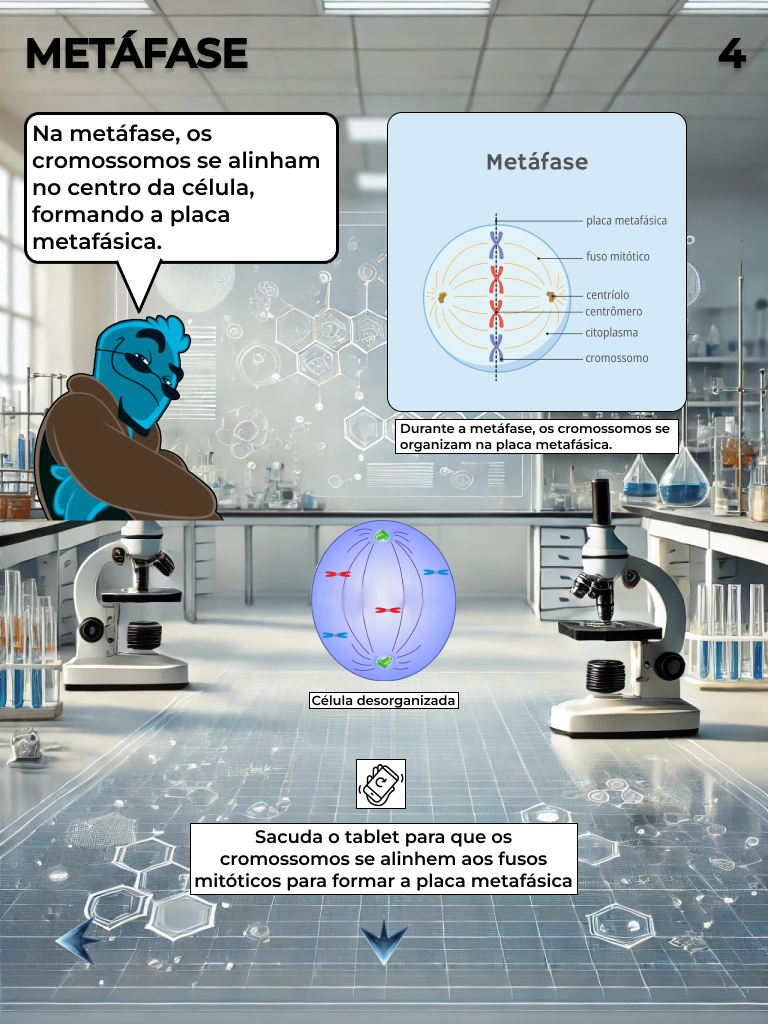 METÁFASE
4
Na metáfase, os
cromossomos se alinham
no centro da célula,
formando a placa
metafásica.
Metáfase
placa metafásica
fuso mitótico
centríolo
centrômero
citoplasma
cromossomo
Durante a metáfase, os cromossomos se
organizam na placa metafásica.
Célula desorganizada
Sacuda o tablet para que os
cromossomos se alinhem aos fusos
mitóticos para formar a placa metafásica